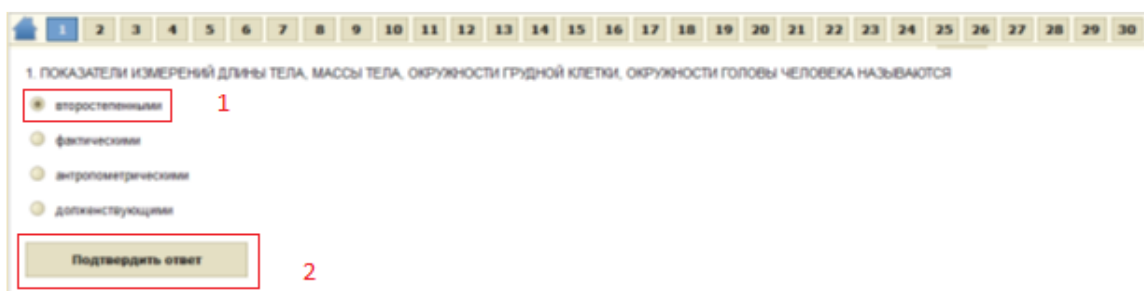 1 2 3 4 5 6 7 8 9 10 11 12 13 14 15 16 17 18 19 20 21 22 23 24 25 26 27 28 29 30
1. ПОКАЗАТЕЛИ ИЗМЕРЕНИЙ ДЛИНЫ ТЕЛА, МАССЫ ТЕЛА, ОКРУЖНОСТИ ГРУДНОЙ КЛЕТКИ, ОКРУЖНОСТИ ГОЛОВЫ ЧЕЛОВЕКА НАЗЫВАЮТСЯ
второстепенными 1
фактическими
антропометрическими
долженствующими
Подтвердить ответ 2